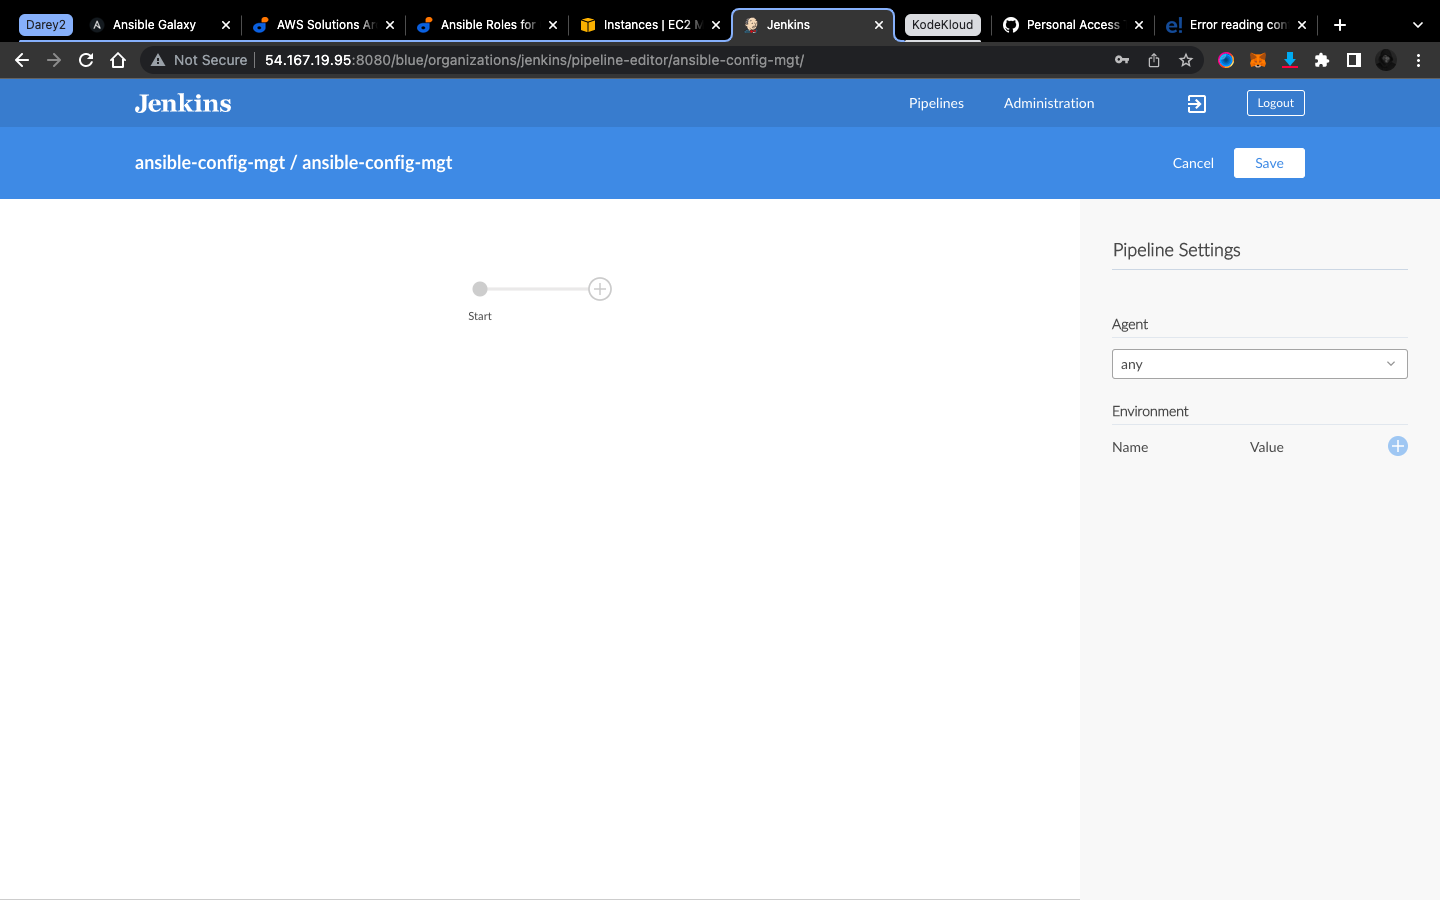 Darey2
Ansible Galaxy
AWS Solutions Ar
Ansible Roles for
Instances | EC2 M
Jenkins
KodeKloud
Personal Access
Error reading con
Not Secure
54.167.19.95:8080/blue/organizations/jenkins/pipeline-editor/ansible-config-mgt/
Jenkins
Pipelines
Administration
Logout
ansible-config-mgt / ansible-config-mgt
Cancel
Save
Start
Pipeline Settings
Agent
any
Environment
Name
Value